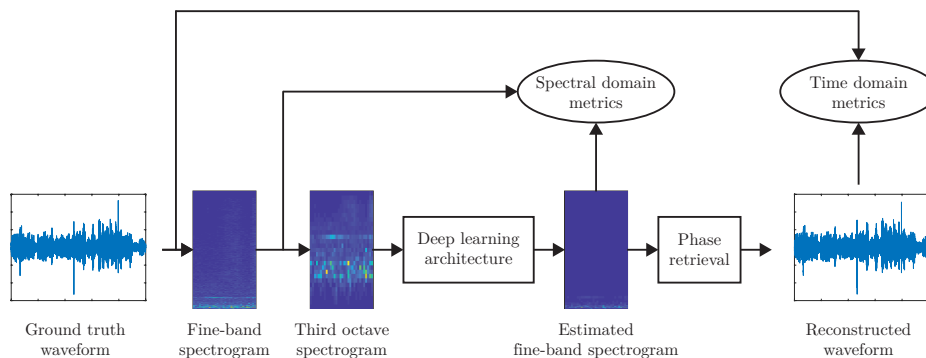 Spectral domain
metrics
Time domain
metrics
Deep learning
architecture
Phase
retrieval
Ground truth
waveform
Fine-band
spectrogram
Third octave
spectrogram
Estimated
fine-band spectrogram
Reconstructed
waveform